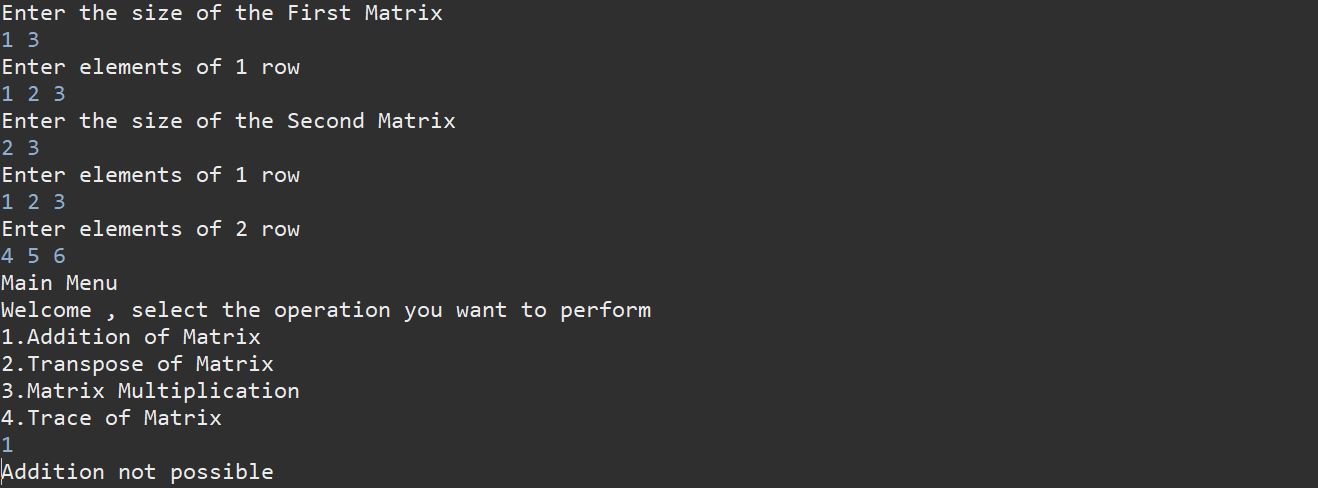 Enter the size of the First Matrix
1 3
Enter elements of 1 row
1 2 3
Enter the size of the Second Matrix
2 3
Enter elements of 1 row
1 2 3
Enter elements of 2 row
4 5 6
Main Menu
Welcome , select the operation you want to perform
1.Addition of Matrix
2.Transpose of Matrix
3.Matrix Multiplication
4.Trace of Matrix
1
Addition not possible